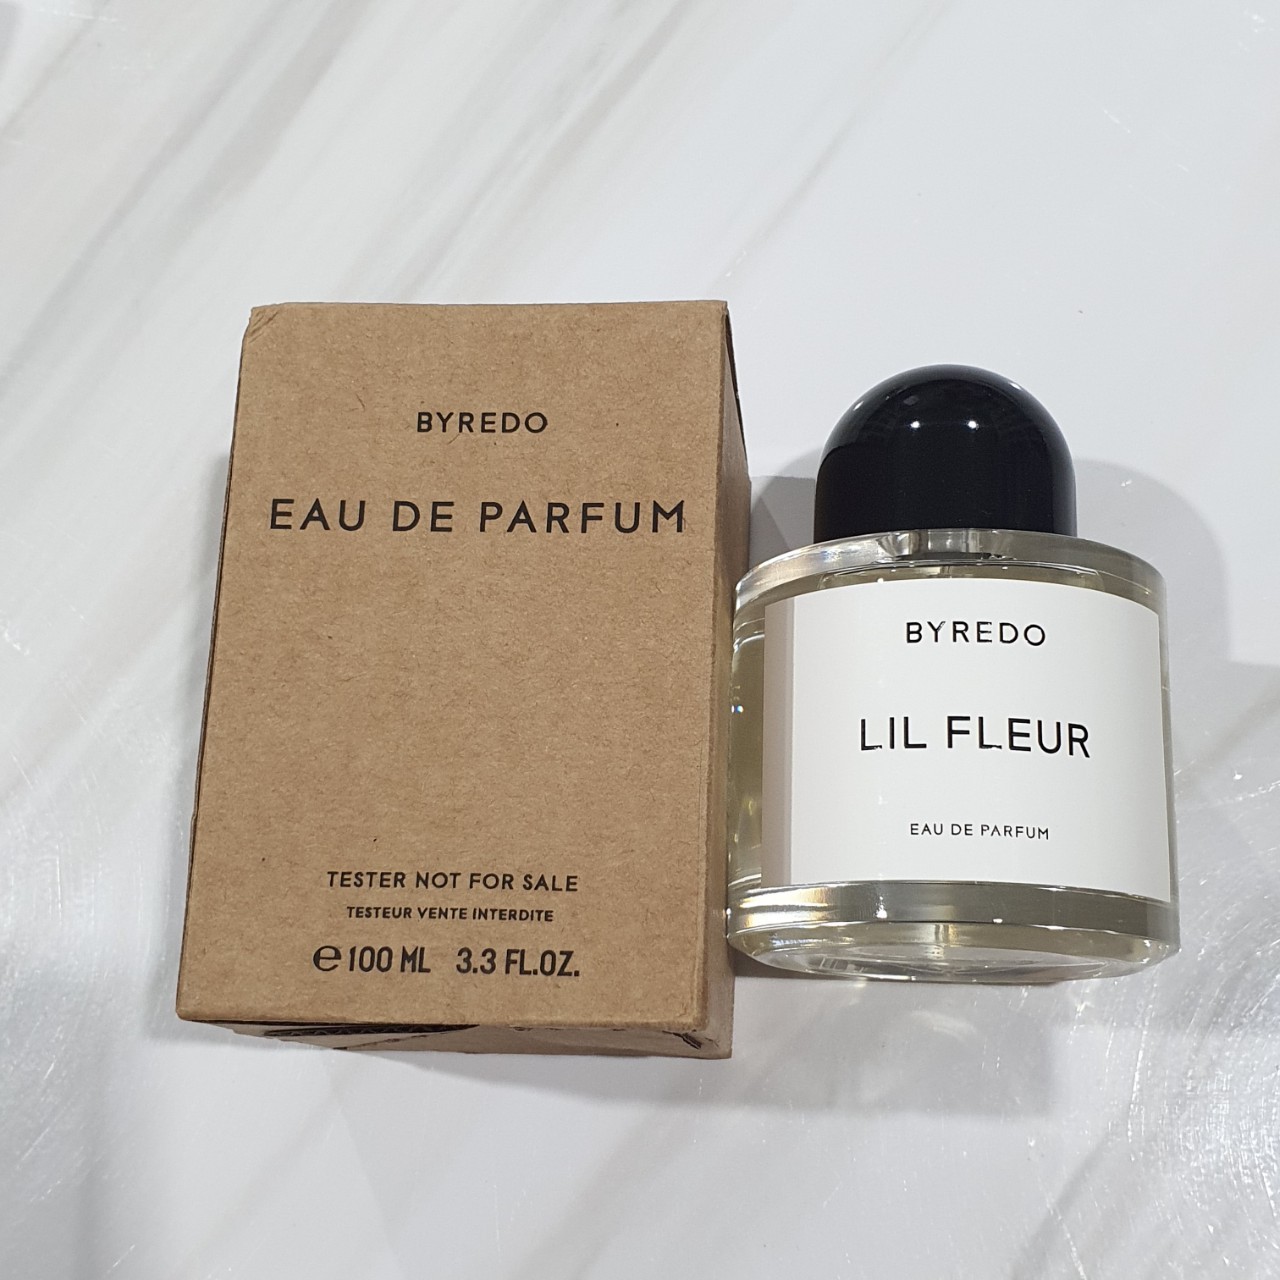 BYREDO
EAU DE PARFUM
TESTER NOT FOR SALE
TESTEUR VENTE INTERDITE
℮100 ML 3.3 FL.OZ.
BYREDO
LIL FLEUR
EAU DE PARFUM